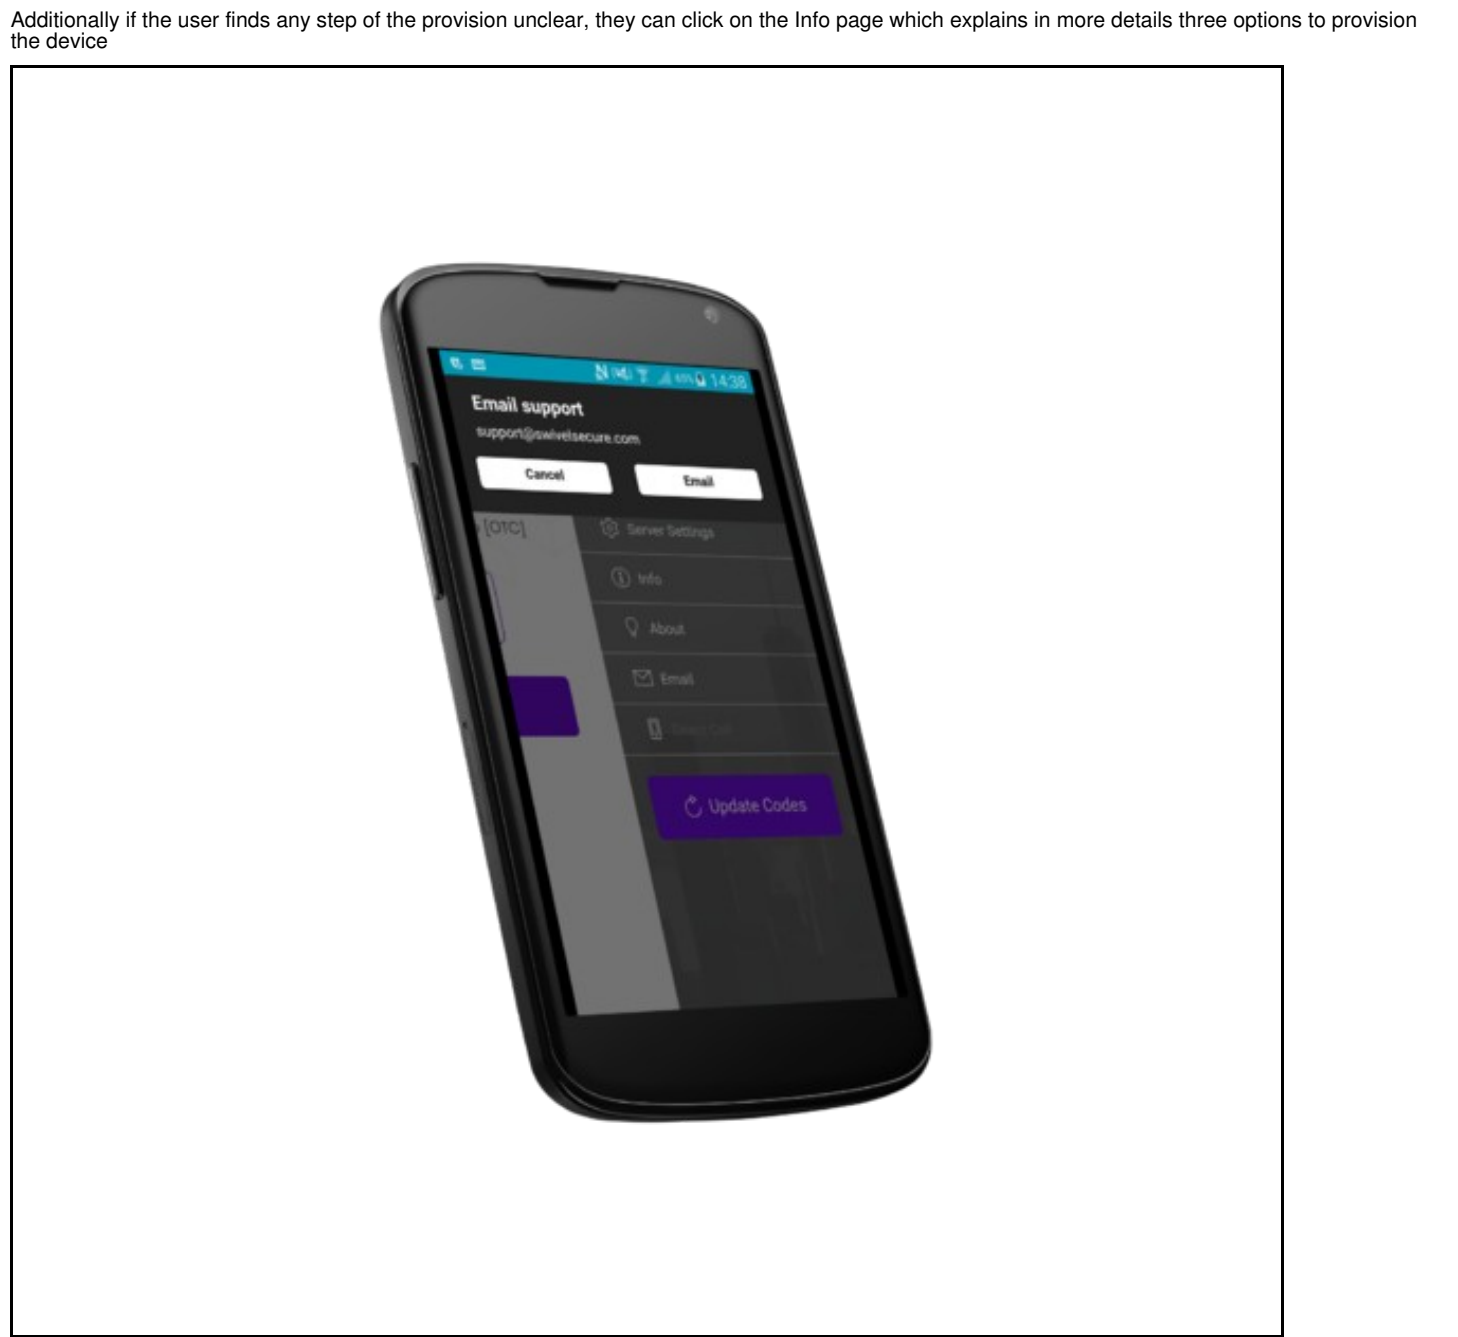 Additionally if the user finds any step of the provision unclear, they can click on the Info page which explains in more details three options to provision
the device
14:38
Email support
support@swivelsecure.com
Cancel Email
[OTC] Server Settings
Info
About
Email
Update Codes